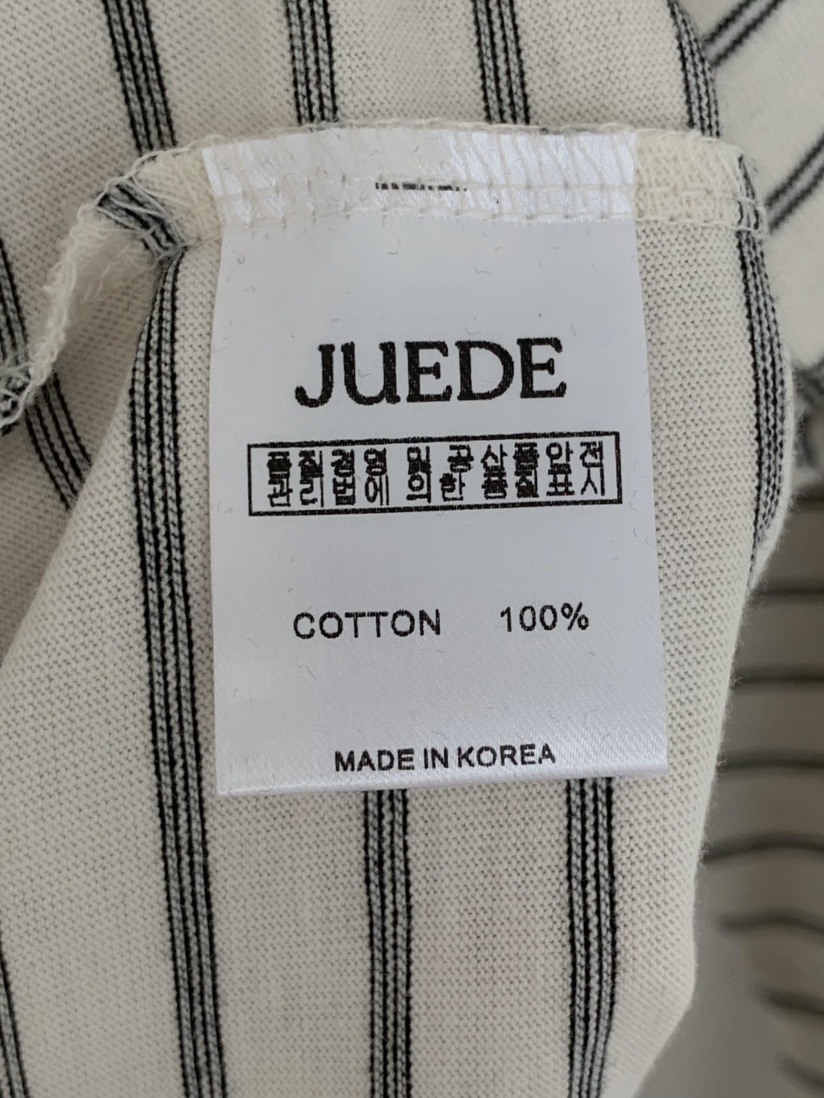 JUEDE
품질경영 및 공산품안전
관리법에 의한 품질표시
COTTON 100%
MADE IN KOREA